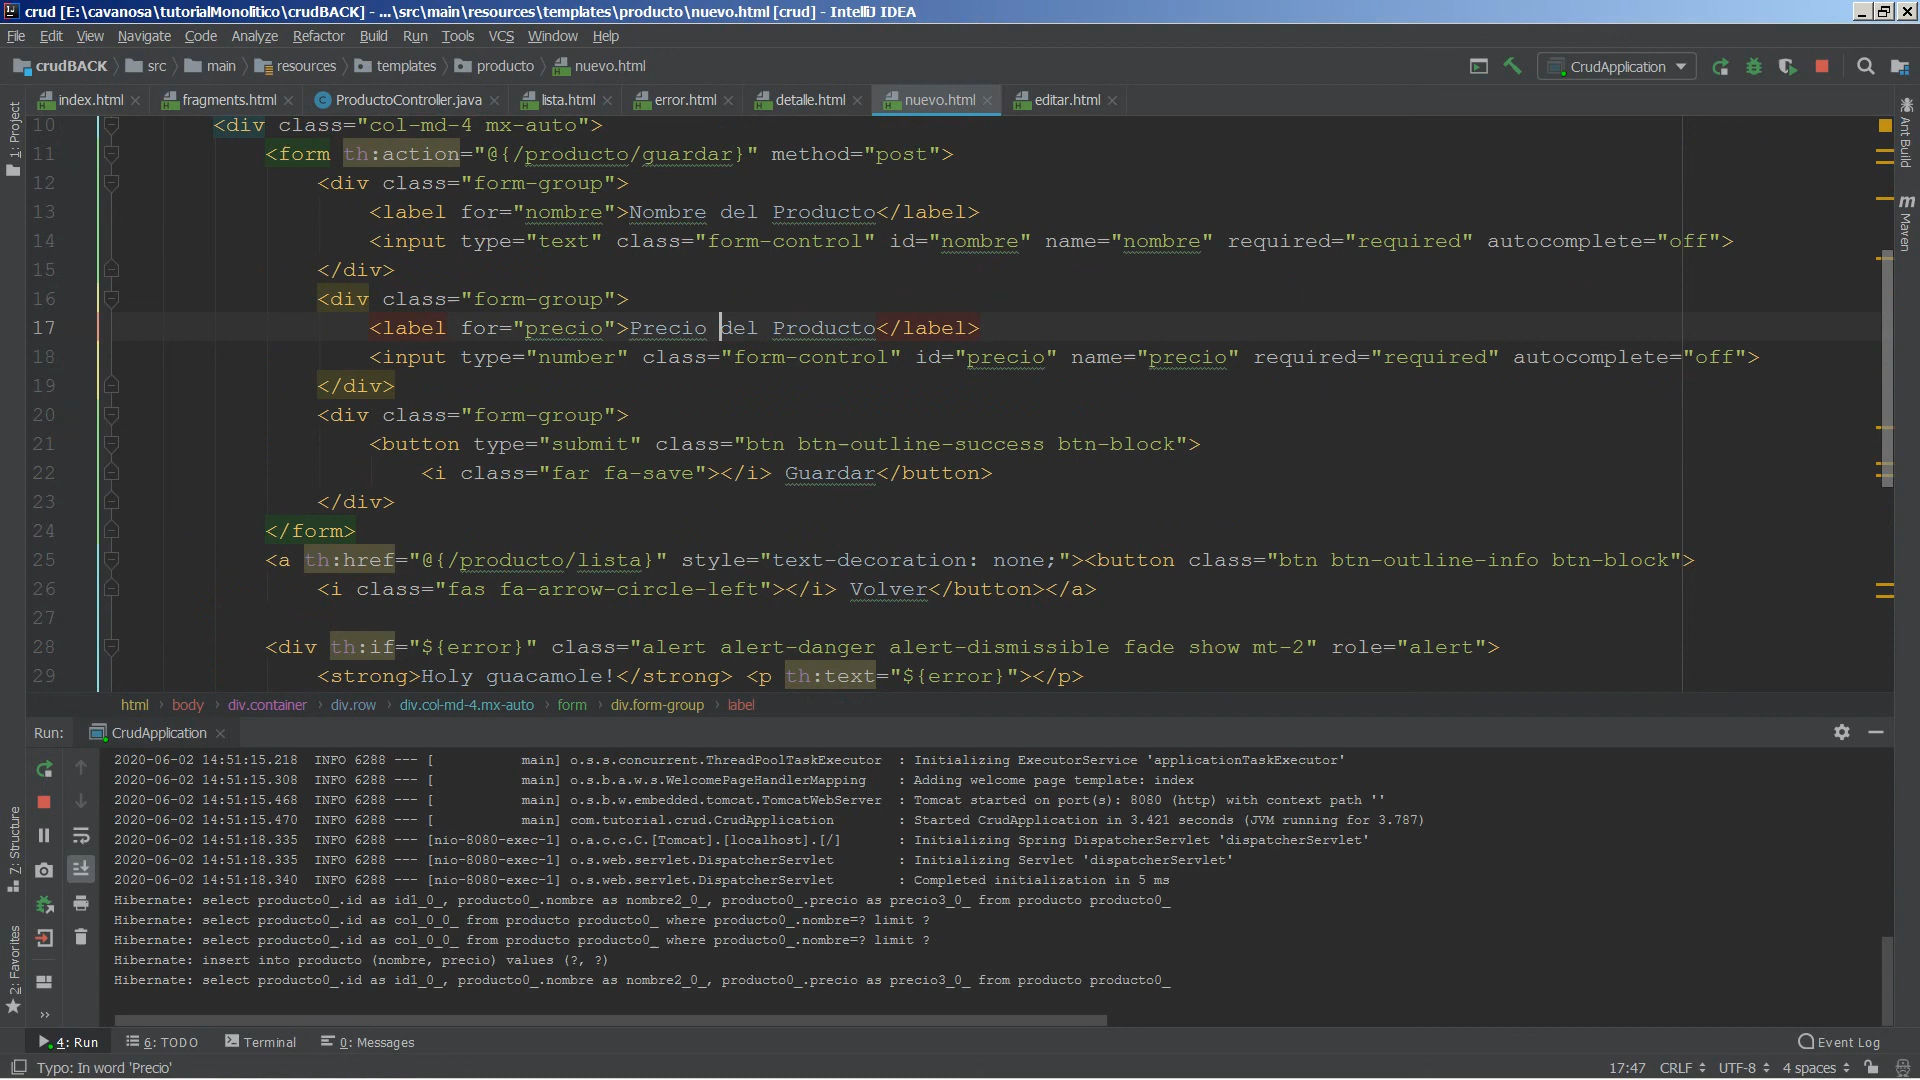 crud [E:\cavanosa\tutorialMonolitico\crudBACK] - ...\src\main\resources\templates\producto\nuevo.html [crud] - IntelliJ IDEA
File Edit View Navigate Code Analyze Refactor Build Run Tools VCS Window Help
crudBACK src main resources templates producto nuevo.html CrudApplication
index.html fragments.html ProductoController.java lista.html error.html detalle.html nuevo.html editar.html
1: Project
Ant Build
Maven
10 <div class="col-md-4 mx-auto">
11 <form th:action="@{/producto/guardar}" method="post">
12 <div class="form-group">
13 <label for="nombre">Nombre del Producto</label>
14 <input type="text" class="form-control" id="nombre" name="nombre" required="required" autocomplete="off">
15 </div>
16 <div class="form-group">
17 <label for="precio">Precio del Producto</label>
18 <input type="number" class="form-control" id="precio" name="precio" required="required" autocomplete="off">
19 </div>
20 <div class="form-group">
21 <button type="submit" class="btn btn-outline-success btn-block">
22 <i class="far fa-save"></i> Guardar</button>
23 </div>
24 </form>
25 <a th:href="@{/producto/lista}" style="text-decoration: none;"><button class="btn btn-outline-info btn-block">
26 <i class="fas fa-arrow-circle-left"></i> Volver</button></a>
27
28 <div th:if="${error}" class="alert alert-danger alert-dismissible fade show mt-2" role="alert">
29 <strong>Holy guacamole!</strong> <p th:text="${error}"></p>
html body div.container div.row div.col-md-4.mx-auto form div.form-group label
Run: CrudApplication
2020-06-02 14:51:15.218 INFO 6288 --- [ main] o.s.s.concurrent.ThreadPoolTaskExecutor : Initializing ExecutorService 'applicationTaskExecutor'
2020-06-02 14:51:15.308 INFO 6288 --- [ main] o.s.b.a.w.s.WelcomePageHandlerMapping : Adding welcome page template: index
2020-06-02 14:51:15.468 INFO 6288 --- [ main] o.s.b.w.embedded.tomcat.TomcatWebServer : Tomcat started on port(s): 8080 (http) with context path ''
2020-06-02 14:51:15.470 INFO 6288 --- [ main] com.tutorial.crud.CrudApplication : Started CrudApplication in 3.421 seconds (JVM running for 3.787)
2020-06-02 14:51:18.335 INFO 6288 --- [nio-8080-exec-1] o.a.c.c.C.[Tomcat].[localhost].[/] : Initializing Spring DispatcherServlet 'dispatcherServlet'
2020-06-02 14:51:18.335 INFO 6288 --- [nio-8080-exec-1] o.s.web.servlet.DispatcherServlet : Initializing Servlet 'dispatcherServlet'
2020-06-02 14:51:18.340 INFO 6288 --- [nio-8080-exec-1] o.s.web.servlet.DispatcherServlet : Completed initialization in 5 ms
Hibernate: select producto0_.id as id1_0_, producto0_.nombre as nombre2_0_, producto0_.precio as precio3_0_ from producto producto0_
Hibernate: select producto0_.id as col_0_0_ from producto producto0_ where producto0_.nombre=? limit ?
Hibernate: select producto0_.id as col_0_0_ from producto producto0_ where producto0_.nombre=? limit ?
Hibernate: insert into producto (nombre, precio) values (?, ?)
Hibernate: select producto0_.id as id1_0_, producto0_.nombre as nombre2_0_, producto0_.precio as precio3_0_ from producto producto0_
Z: Structure
2: Favorites
4: Run 6: TODO Terminal 0: Messages Event Log
Typo: In word 'Precio' 17:47 CRLF UTF-8 4 spaces